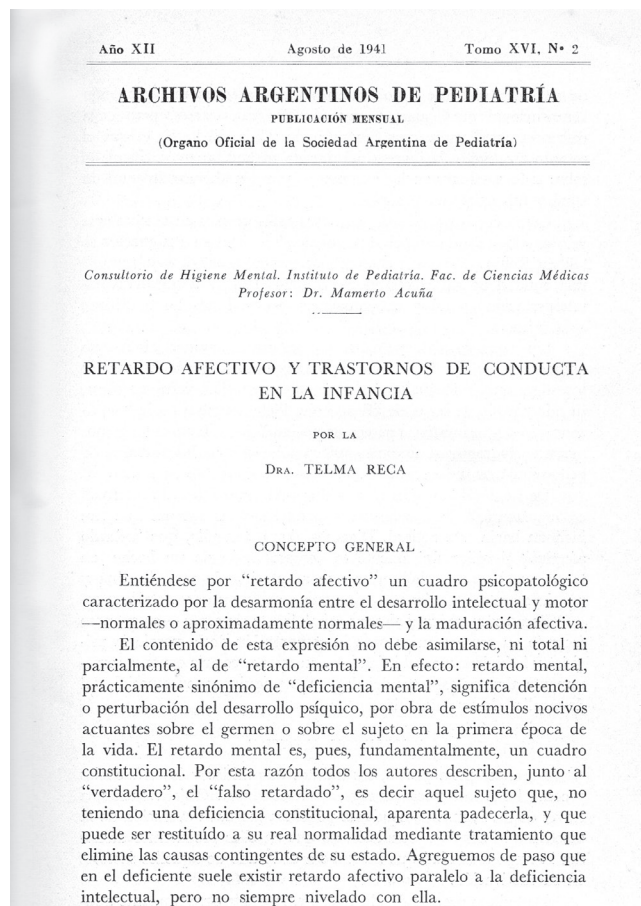 Año XII Agosto de 1941 Tomo XVI, Nº 2
ARCHIVOS ARGENTINOS DE PEDIATRÍA
PUBLICACIÓN MENSUAL
(Organo Oficial de la Sociedad Argentina de Pediatría)
Consultorio de Higiene Mental. Instituto de Pediatría. Fac. de Ciencias Médicas
Profesor: Dr. Mamerto Acuña
RETARDO AFECTIVO Y TRASTORNOS DE CONDUCTA
EN LA INFANCIA
POR LA
DRA. TELMA RECA
CONCEPTO GENERAL
Entiéndese por “retardo afectivo” un cuadro psicopatológico
caracterizado por la desarmonía entre el desarrollo intelectual y motor
—normales o aproximadamente normales— y la maduración afectiva.
El contenido de esta expresión no debe asimilarse, ni total ni
parcialmente, al de “retardo mental”. En efecto: retardo mental,
prácticamente sinónimo de “deficiencia mental”, significa detención
o perturbación del desarrollo psíquico, por obra de estímulos nocivos
actuantes sobre el germen o sobre el sujeto en la primera época de
la vida. El retardo mental es, pues, fundamentalmente, un cuadro
constitucional. Por esta razón todos los autores describen, junto al
“verdadero”, el “falso retardado”, es decir aquel sujeto que, no
teniendo una deficiencia constitucional, aparenta padecerla, y que
puede ser restituído a su real normalidad mediante tratamiento que
elimine las causas contingentes de su estado. Agreguemos de paso que
en el deficiente suele existir retardo afectivo paralelo a la deficiencia
intelectual, pero no siempre nivelado con ella.